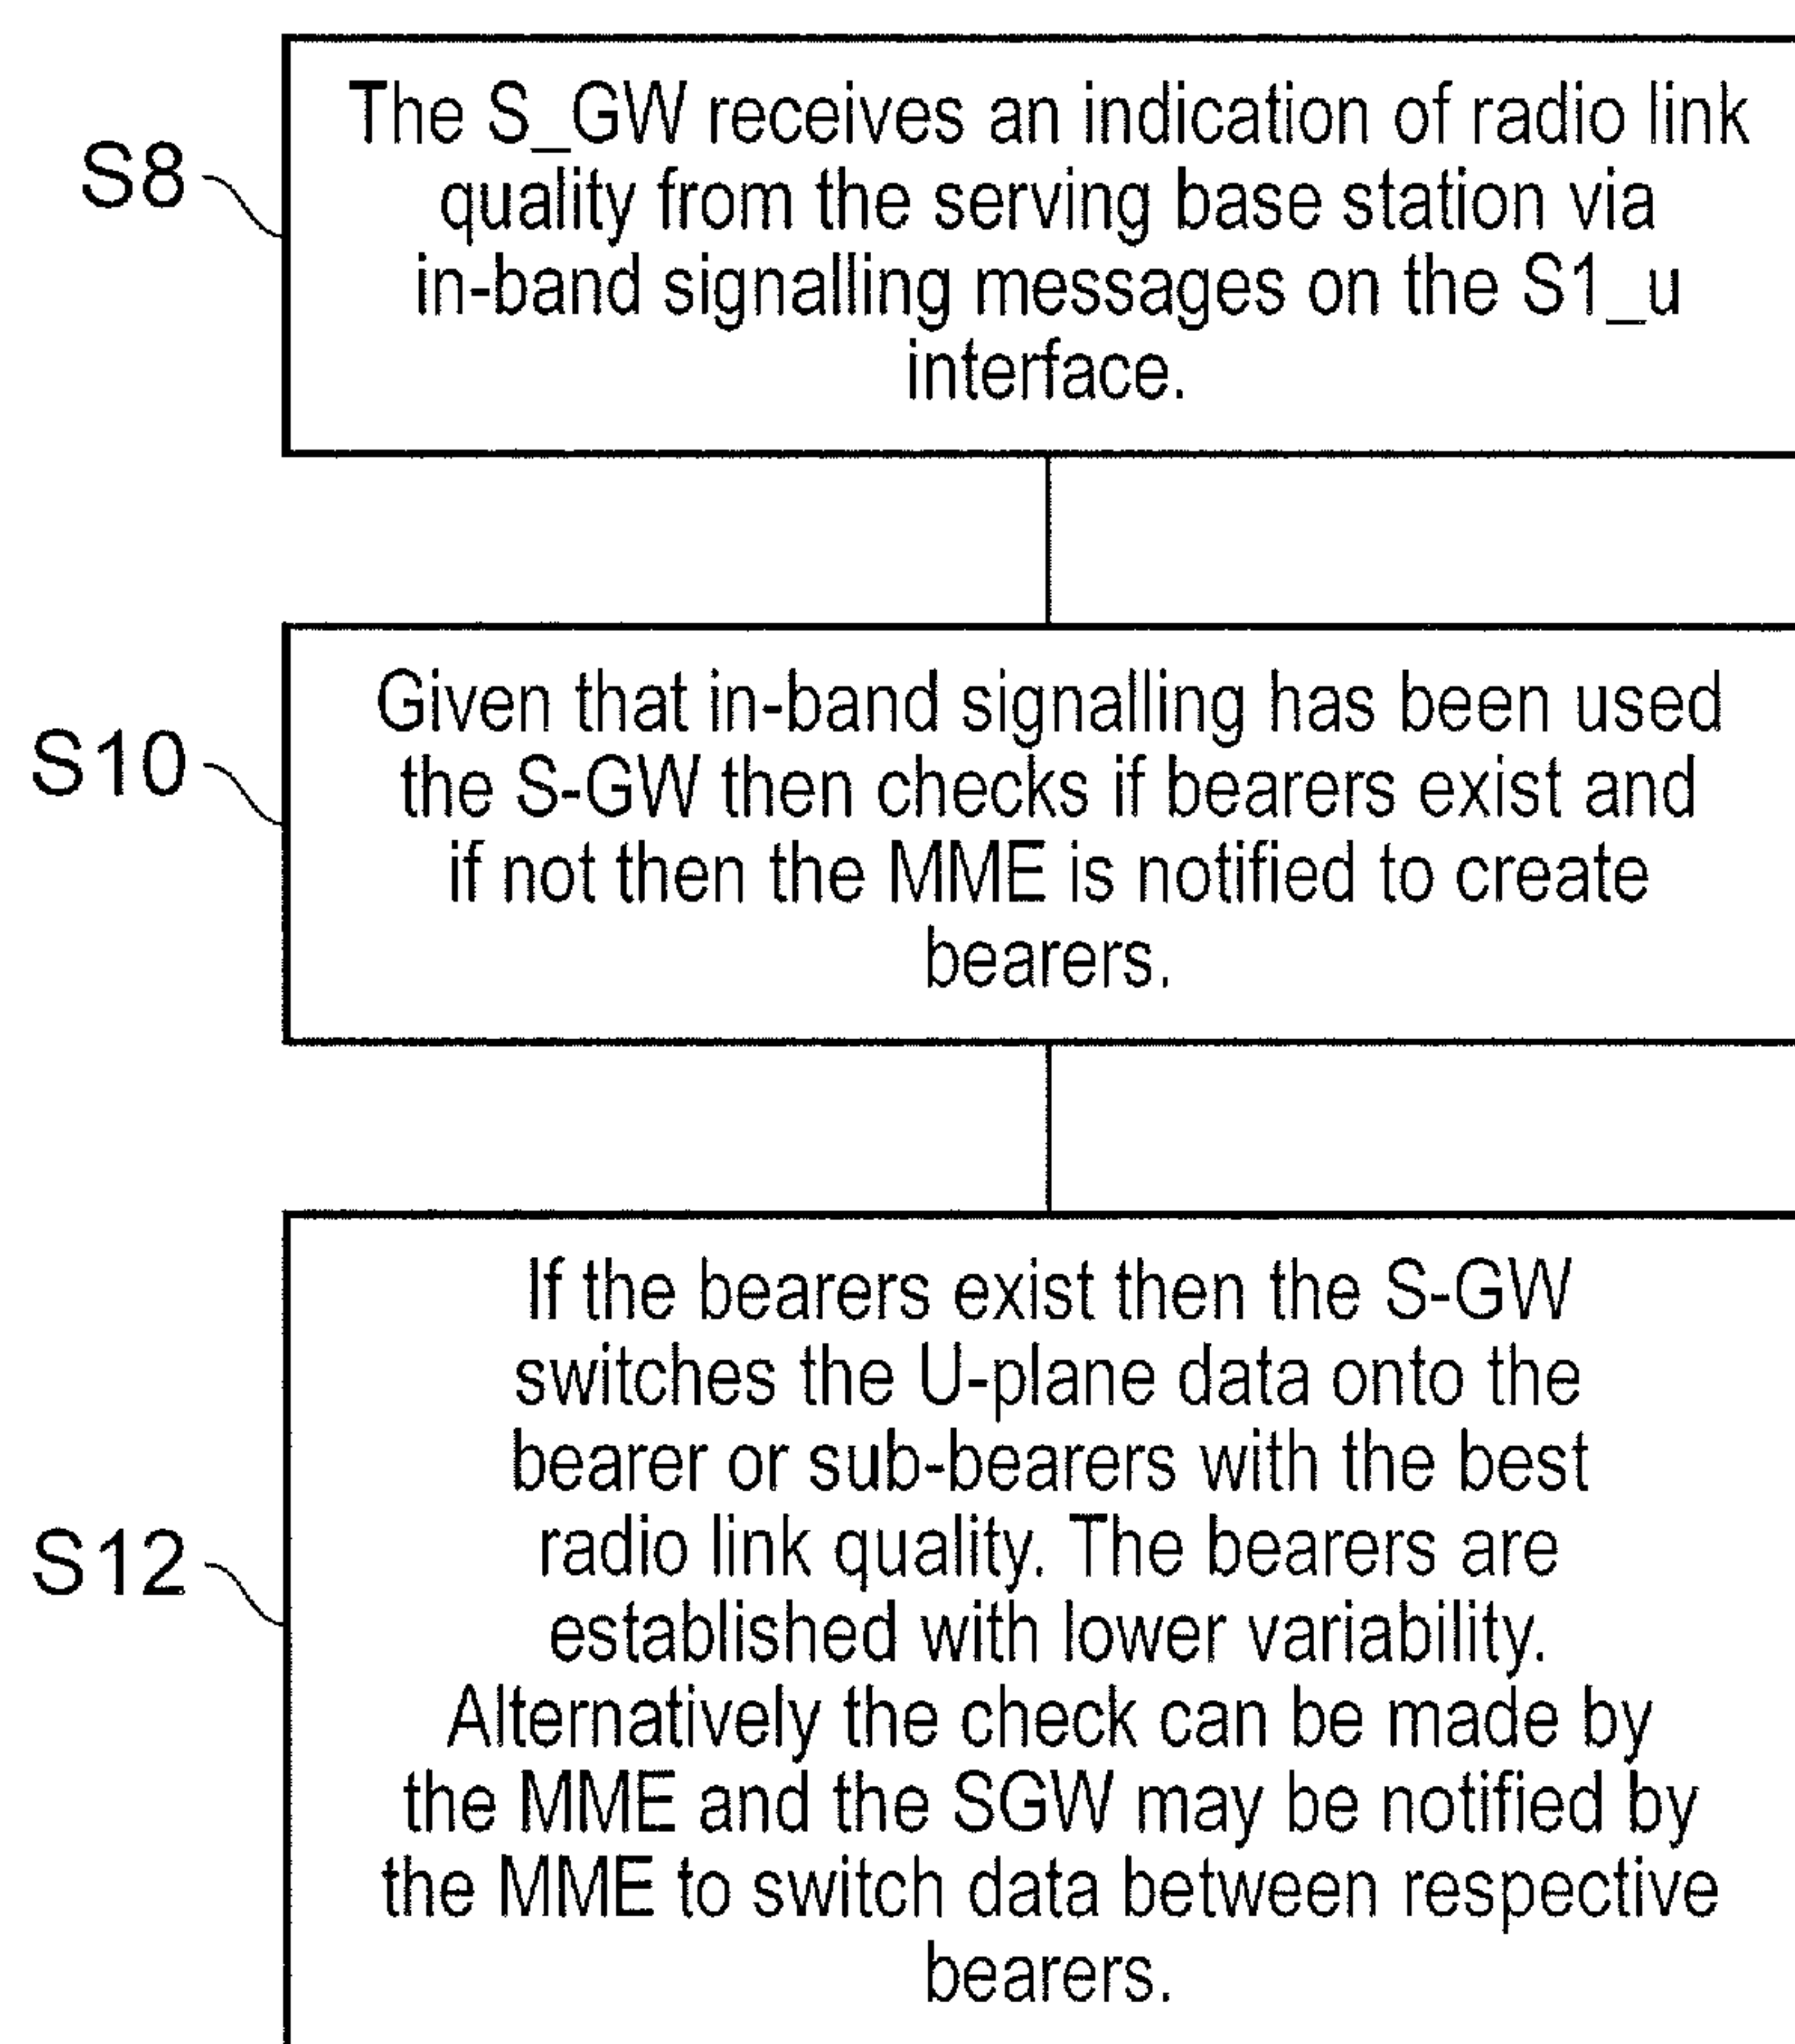 The S_GW receives an indication of radio link
S8
quality from the serving base station via
in-band signalling messages on the S1_u
interface.
Given that in-band signalling has been used
S10
the S-GW then checks if bearers exist and
if not then the MME is notified to create
bearers.
If the bearers exist then the S-GW
switches the U-plane data onto the
bearer or sub-bearers with the best
radio link quality. The bearers are
S12
established with lower variability.
Alternatively the check can be made by
the MME and the SGW may be notified by
the MME to switch data between respective
bearers.